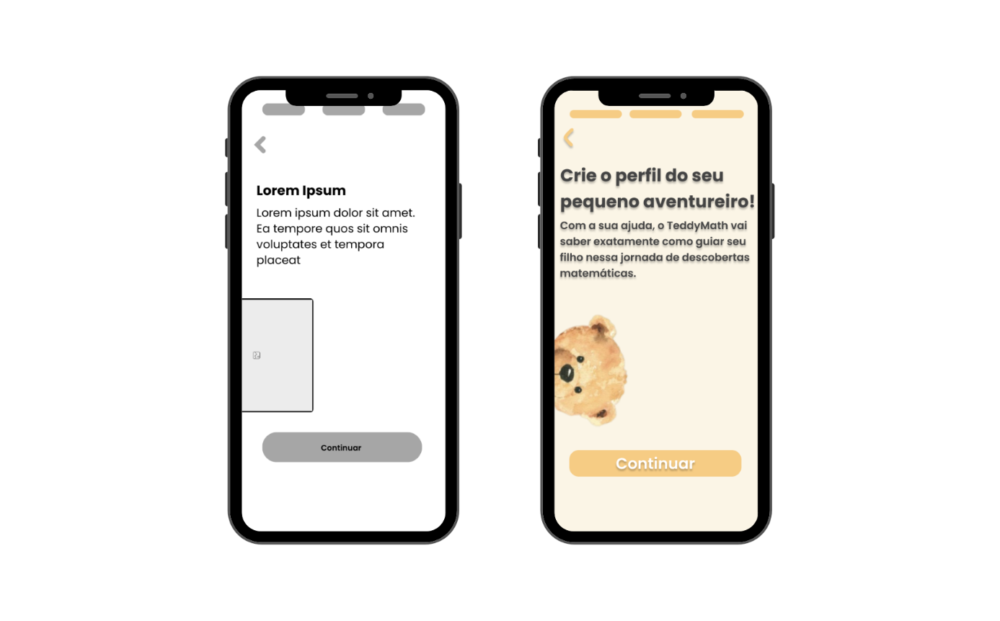 Lorem Ipsum
Lorem ipsum dolor sit amet.
Ea tempore quos sit omnis
voluptates et tempora
placeat
Continuar
Crie o perfil do seu
pequeno aventureiro!
Com a sua ajuda, o TeddyMath vai
saber exatamente como guiar seu
filho nessa jornada de descobertas
matemáticas.
Continuar